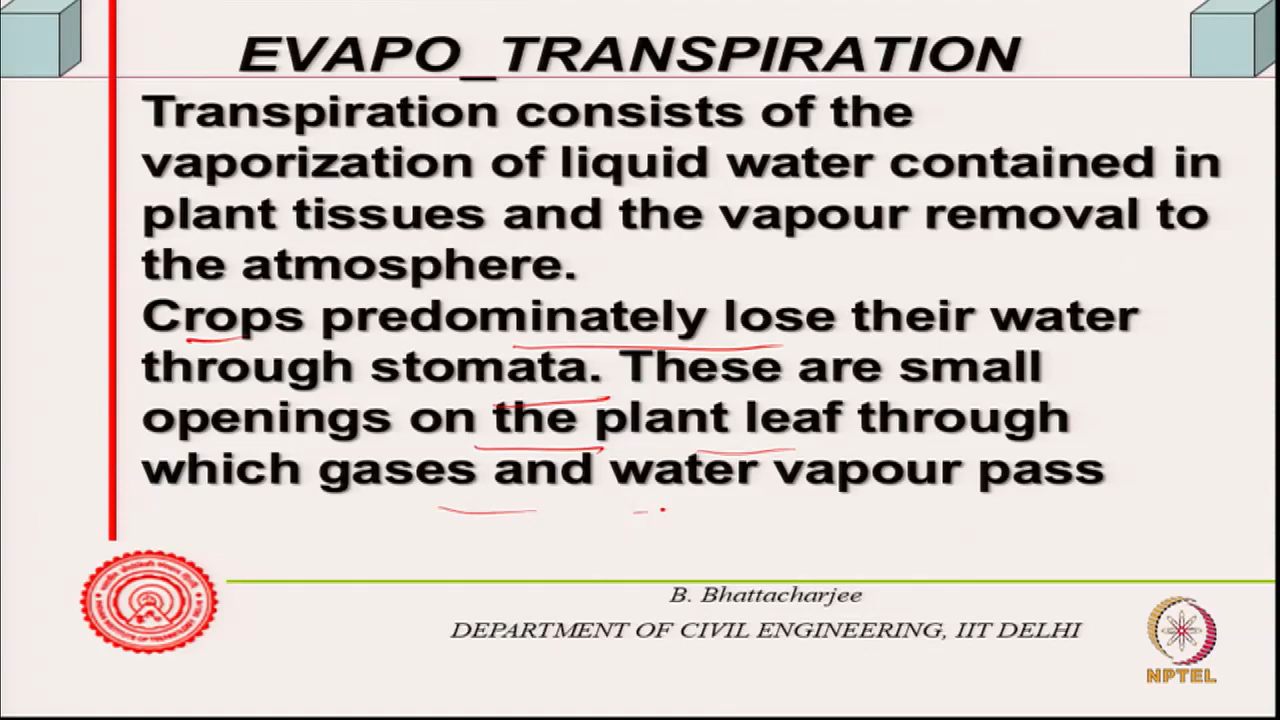 EVAPO_TRANSPIRATION
Transpiration consists of the
vaporization of liquid water contained in
plant tissues and the vapour removal to
the atmosphere.
Crops predominately lose their water
through stomata. These are small
openings on the plant leaf through
which gases and water vapour pass
B. Bhattacharjee
DEPARTMENT OF CIVIL ENGINEERING, IIT DELHI
NPTEL